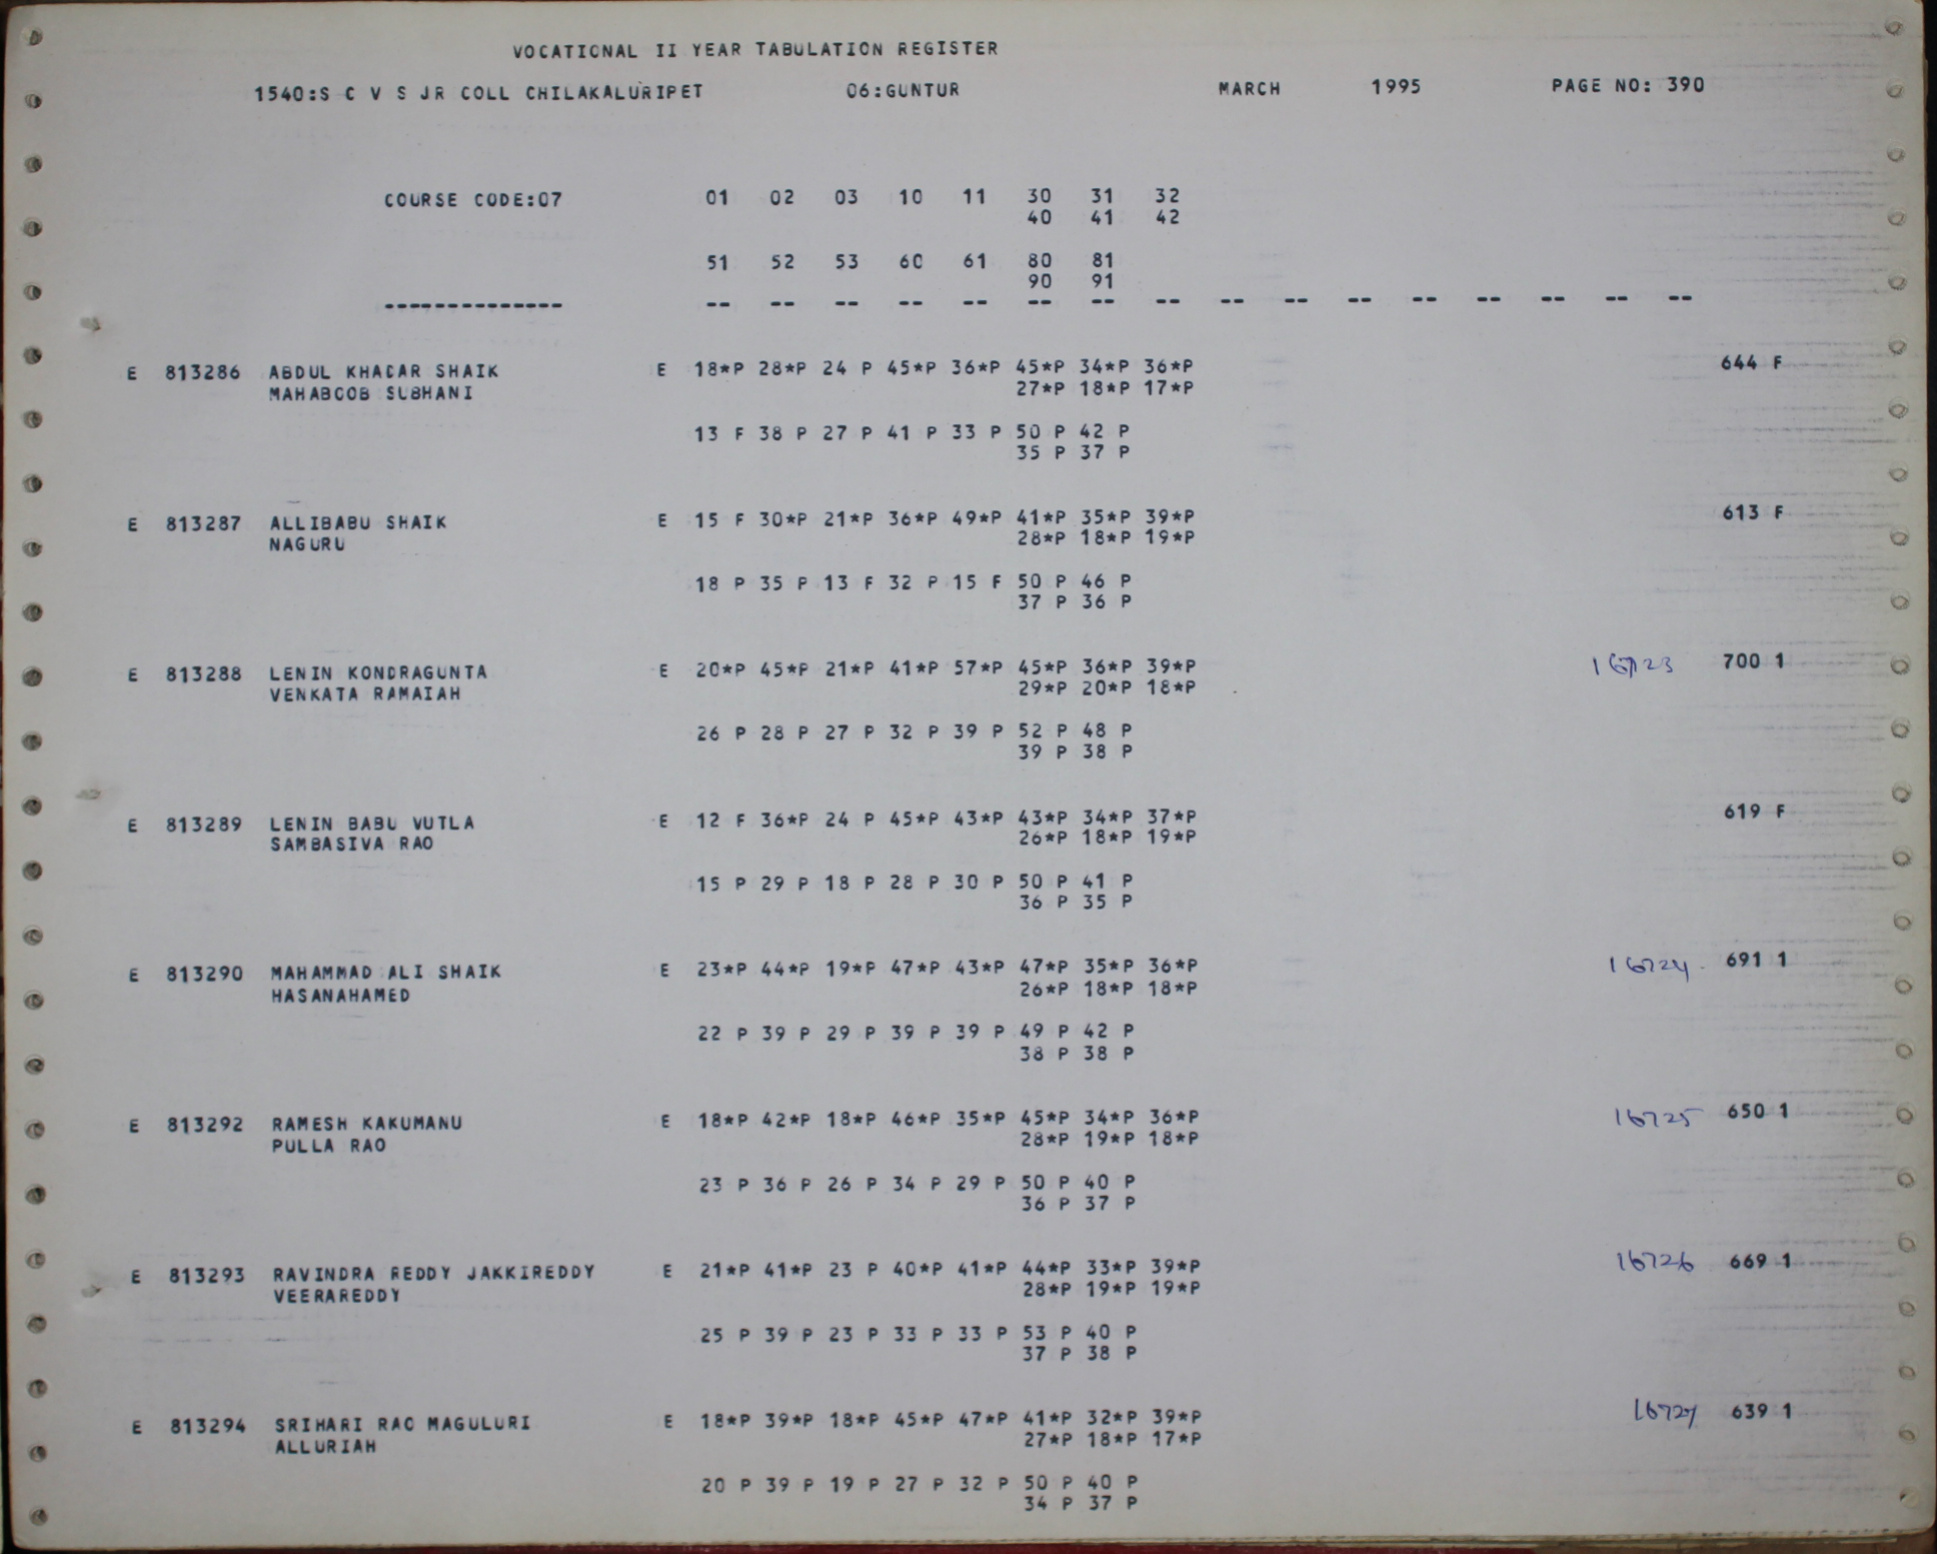 VOCATIONAL II YEAR TABULATION REGISTER
1540:S C V S JR COLL CHILAKALURIPET 06:GUNTUR MARCH 1995 PAGE NO: 390
COURSE CODE:07 01 02 03 10 11 30 31 32
40 41 42
51 52 53 60 61 80 81
90 91
-------------- -- -- -- -- -- -- -- -- -- -- -- -- -- -- -- --
E 813286 ABDUL KHADAR SHAIK E 18*P 28*P 24 P 45*P 36*P 45*P 34*P 36*P 644 F
MAHABOOB SUBHANI 27*P 18*P 17*P
13 F 38 P 27 P 41 P 33 P 50 P 42 P
35 P 37 P
E 813287 ALLIBABU SHAIK E 15 F 30*P 21*P 36*P 49*P 41*P 35*P 39*P 613 F
NAGURU 28*P 18*P 19*P
18 P 35 P 13 F 32 P 15 F 50 P 46 P
37 P 36 P
E 813288 LENIN KONDRAGUNTA E 20*P 45*P 21*P 41*P 57*P 45*P 36*P 39*P 16723 700 1
VENKATA RAMAIAH 29*P 20*P 18*P
26 P 28 P 27 P 32 P 39 P 52 P 48 P
39 P 38 P
E 813289 LENIN BABU VUTLA E 12 F 36*P 24 P 45*P 43*P 43*P 34*P 37*P 619 F
SAMBASIVA RAO 26*P 18*P 19*P
15 P 29 P 18 P 28 P 30 P 50 P 41 P
36 P 35 P
E 813290 MAHAMMAD ALI SHAIK E 23*P 44*P 19*P 47*P 43*P 47*P 35*P 36*P 16724 691 1
HASANAHAMED 26*P 18*P 18*P
22 P 39 P 29 P 39 P 39 P 49 P 42 P
38 P 38 P
E 813292 RAMESH KAKUMANU E 18*P 42*P 18*P 46*P 35*P 45*P 34*P 36*P 16725 650 1
PULLA RAO 28*P 19*P 18*P
23 P 36 P 26 P 34 P 29 P 50 P 40 P
36 P 37 P
E 813293 RAVINDRA REDDY JAKKIREDDY E 21*P 41*P 23 P 40*P 41*P 44*P 33*P 39*P 16726 669 1
VEERAREDDY 28*P 19*P 19*P
25 P 39 P 23 P 33 P 33 P 53 P 40 P
37 P 38 P
E 813294 SRIHARI RAO MAGULURI E 18*P 39*P 18*P 45*P 47*P 41*P 32*P 39*P 16727 639 1
ALLURIAH 27*P 18*P 17*P
20 P 39 P 19 P 27 P 32 P 50 P 40 P
34 P 37 P